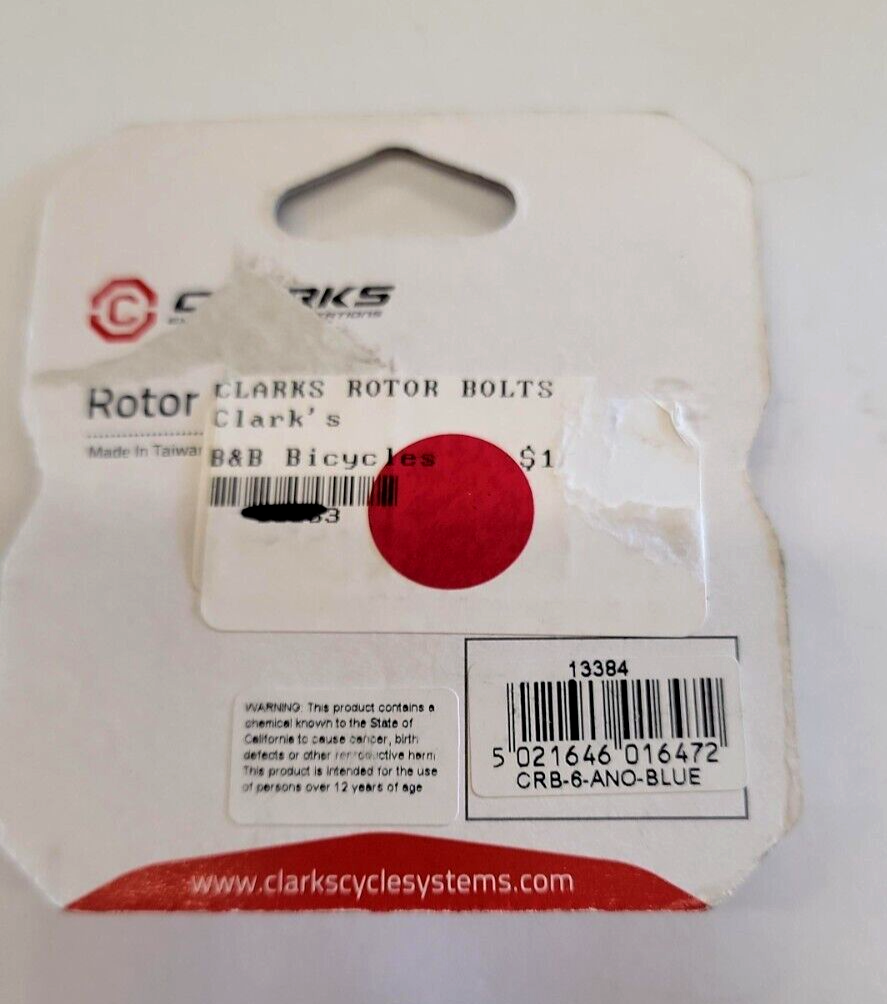 C
CLARKS
Rotor
CLARKS ROTOR BOLTS
Clark's
Made In Taiwan
B&B Bicycles $1
33
13384
5 021646 016472
CRB-6-ANO-BLUE
WARNING: This product contains a
chemical known to the State of
California to cause cancer, birth
defects or other reproductive harm
This product is intended for the use
of persons over 12 years of age
www.clarkscyclesystems.com